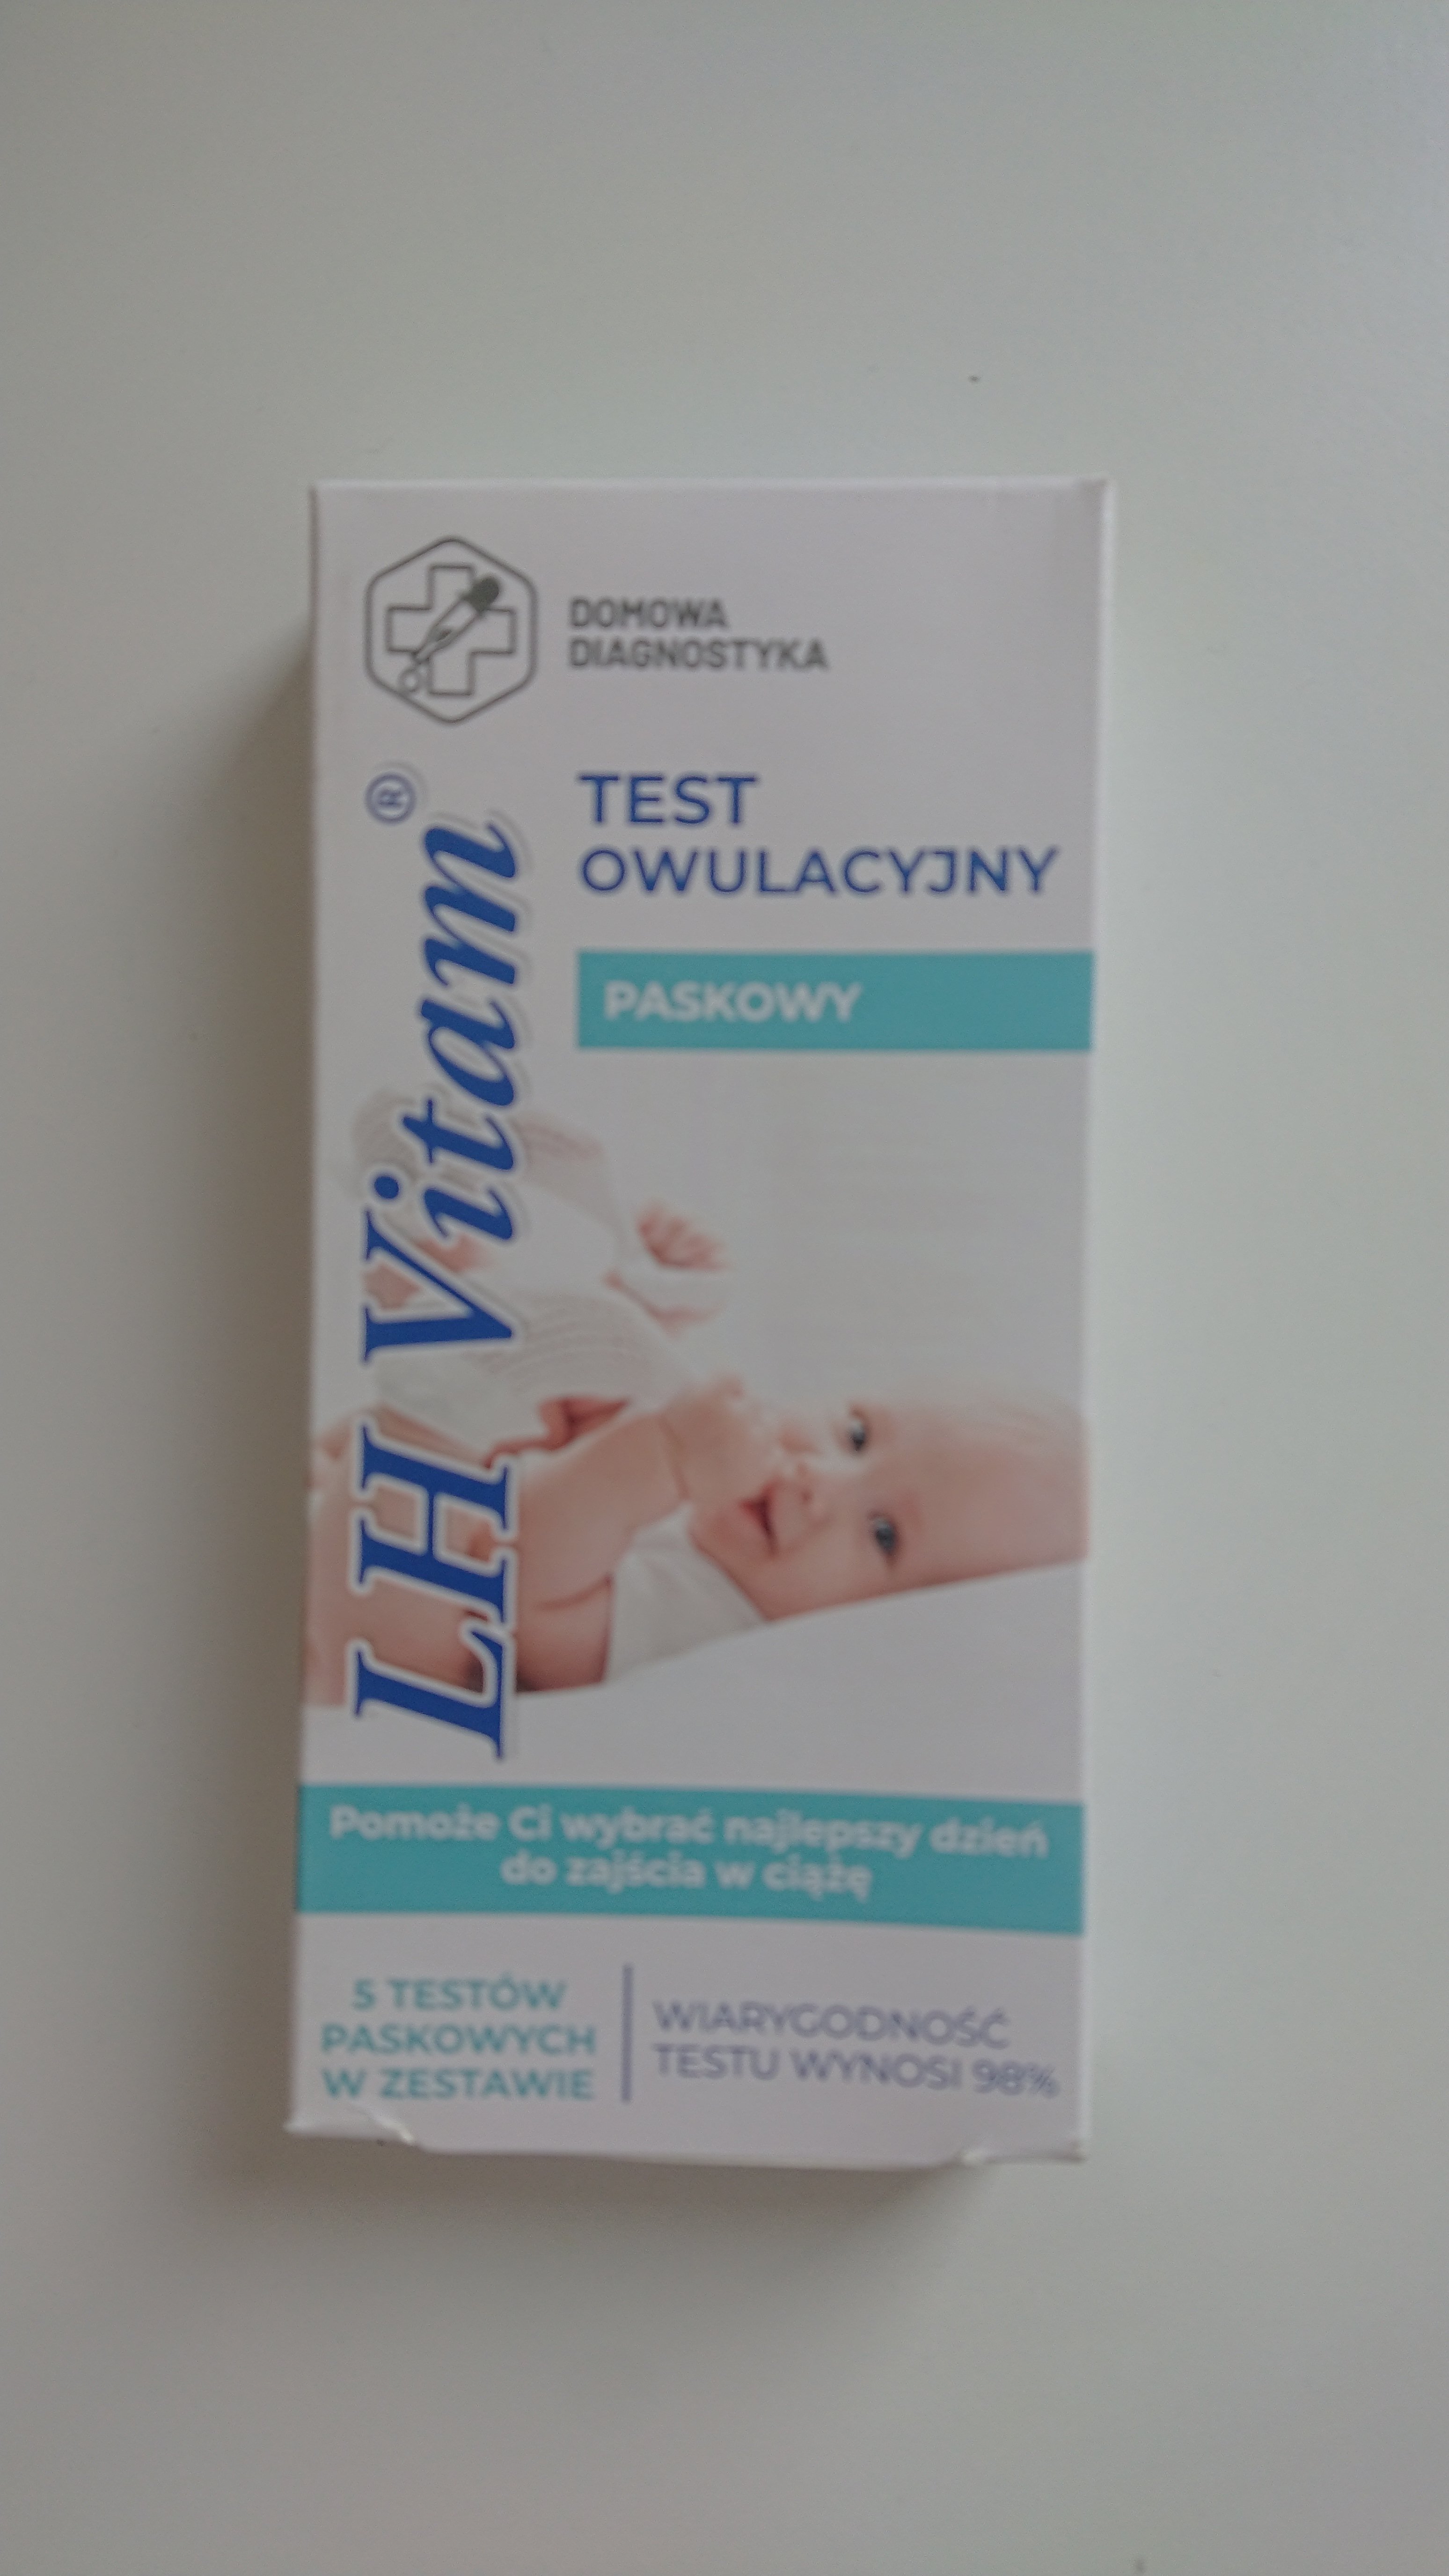 DOMOWA
DIAGNOSTYKA
LH Vitam®
TEST
OWULACYJNY
PASKOWY
Pomoże Ci wybrać najlepszy dzień
do zajścia w ciążę
5 TESTÓW
PASKOWYCH
W ZESTAWIE
WIARYGODNOŚĆ
TESTU WYNOSI 98%